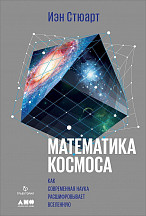 Иэн Стюарт
МАТЕМАТИКА
КОСМОСА
КАК
СОВРЕМЕННАЯ НАУКА
РАСШИФРОВЫВАЕТ
ВСЕЛЕННУЮ